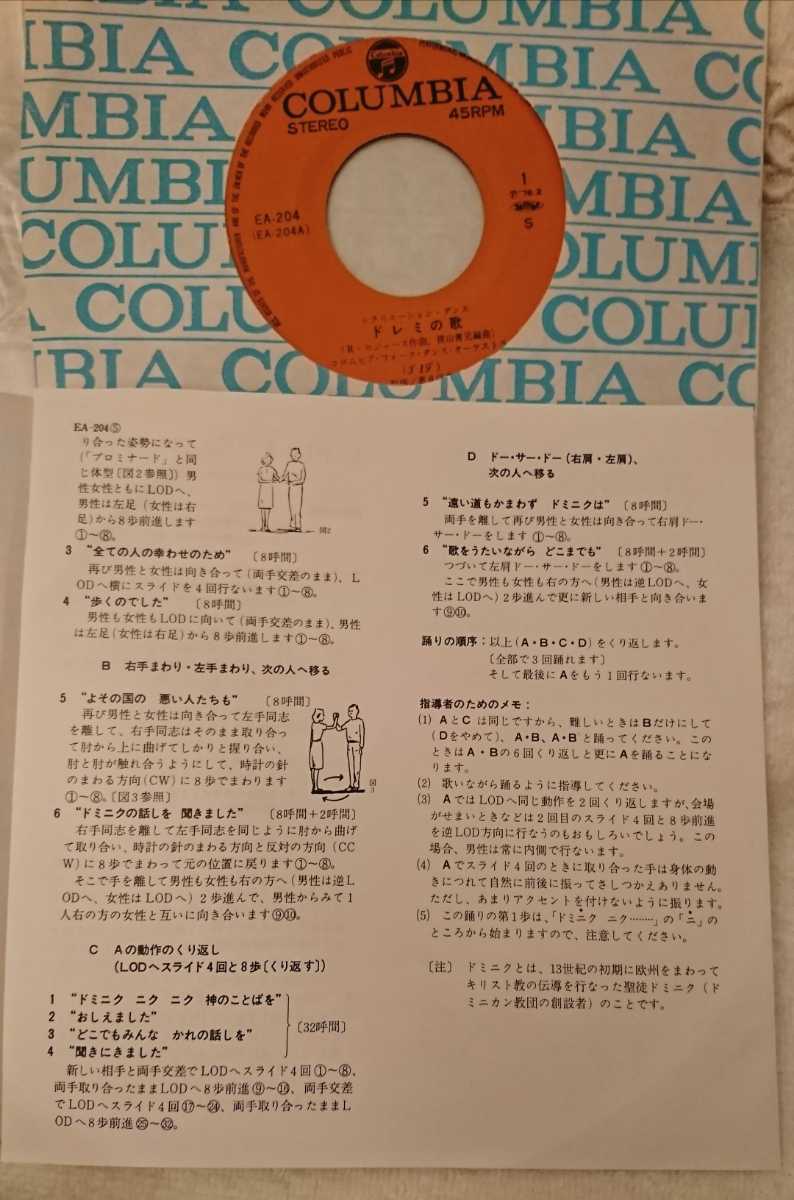 BIA COLUMBIA
COLUMBIA
STEREO
45RPM
1
S
EA-204
(EA-204A)
レクリエーション・ダンス
ドレミの歌
コロムビア・フォーク・ダンス・オーケストラ
EA-204Ⓢ
り合った姿勢になって
(「プロミナード」と同
じ体型〔図2参照〕) 男
性女性ともにLODへ、
男性は左足 (女性は右
足)から8歩前進します
①~⑧。
図2
3 “全ての人の幸わせのため” 〔8呼間〕
再び男性と女性は向き合って(両手交差のまま)、L
ODへ横にスライドを4回行ないます①~⑧。
4 “歩くのでした” 〔8呼間〕
男性も女性もLODに向いて(両手交差のまま)、男性
は左足(女性は右足)から8歩前進します①~⑧。
B 右手まわり・左手まわり、次の人へ移る
5 “よその国の 悪い人たちも” 〔8呼間〕
再び男性と女性は向き合って左手同志
を離して、右手同志はそのまま取り合っ
て肘から上に曲げてしかりと握り合い、
肘と肘が触れ合うようにして、時計の針
のまわる方向(CW)に8歩でまわります
①~⑧。〔図3参照〕
図3
6 “ドミニクの話しを 聞きました” 〔8呼間+2呼間〕
右手同志を離して左手同志を同じように肘から曲げ
て取り合い、時計の針のまわる方向と反対の方向(CC
W)に8歩でまわって元の位置に戻ります①~⑧。
そこで手を離して男性も女性も右の方へ(男性は逆L
ODへ、女性はLODへ) 2歩進んで、男性からみて1
人右の方の女性と互いに向き合います⑨⑩。
C Aの動作のくり返し
(LODへスライド4回と8歩〔くり返す〕)
1 “ドミニク ニク ニク 神のことばを”
2 “おしえました”
3 “どこでもみんな かれの話しを”
4 “聞きにきました”
〔32呼間〕
新しい相手と両手交差でLODへスライド4回①~⑧、
両手取り合ったままLODへ8歩前進⑨~⑯、両手交差
でLODへスライド4回⑰~㉔、両手取り合ったままL
ODへ8歩前進㉕~㉜。
D ドー・サー・ドー(右肩・左肩)、
次の人へ移る
5 “遠い道もかまわず ドミニクは” 〔8呼間〕
両手を離して再び男性と女性は向き合って右肩ドー・
サー・ドーをします ①~⑧。
6 “歌をうたいながら どこまでも” 〔8呼間+2呼間〕
つづいて左肩ドー・サー・ドーをします ①~⑧。
ここで男性も女性も右の方へ(男性は逆LODへ、女
性はLODへ) 2歩進んで更に新しい相手と向き合いま
す⑨⑩。
踊りの順序:以上(A・B・C・D)をくり返します。
〔全部で3回踊れます〕
そして最後にAをもう1回行ないます。
指導者のためのメモ:
(1) AとCは同じですから、難しいときはBだけにして
(Dをやめて)、A・B、A・Bと踊ってください。この
ときはA・Bの6回くり返しと更にAを踊ることにな
ります。
(2) 歌いながら踊るように指導してください。
(3) AではLODへ同じ動作を2回くり返しますが、会場
がせまいときなどは2回目のスライド4回と8歩前進
を逆LOD方向に行なうのもおもしろいでしょう。この
場合、男性は常に内側で行ないます。
(4) Aでスライド4回のときに取り合った手は身体の動
きにつれて自然に前後に振ってさしつかえありません。
ただし、あまりアクセントを付けないように振ります。
(5) この踊りの第1歩は、「ドミニク ニク………」の「ニ」の
ところから始まりますので、注意してください。
〔注〕 ドミニクとは、13世紀の初期に欧州をまわって
キリスト教の伝導を行なった聖徒ドミニク(ド
ミニカン教団の創設者)のことです。